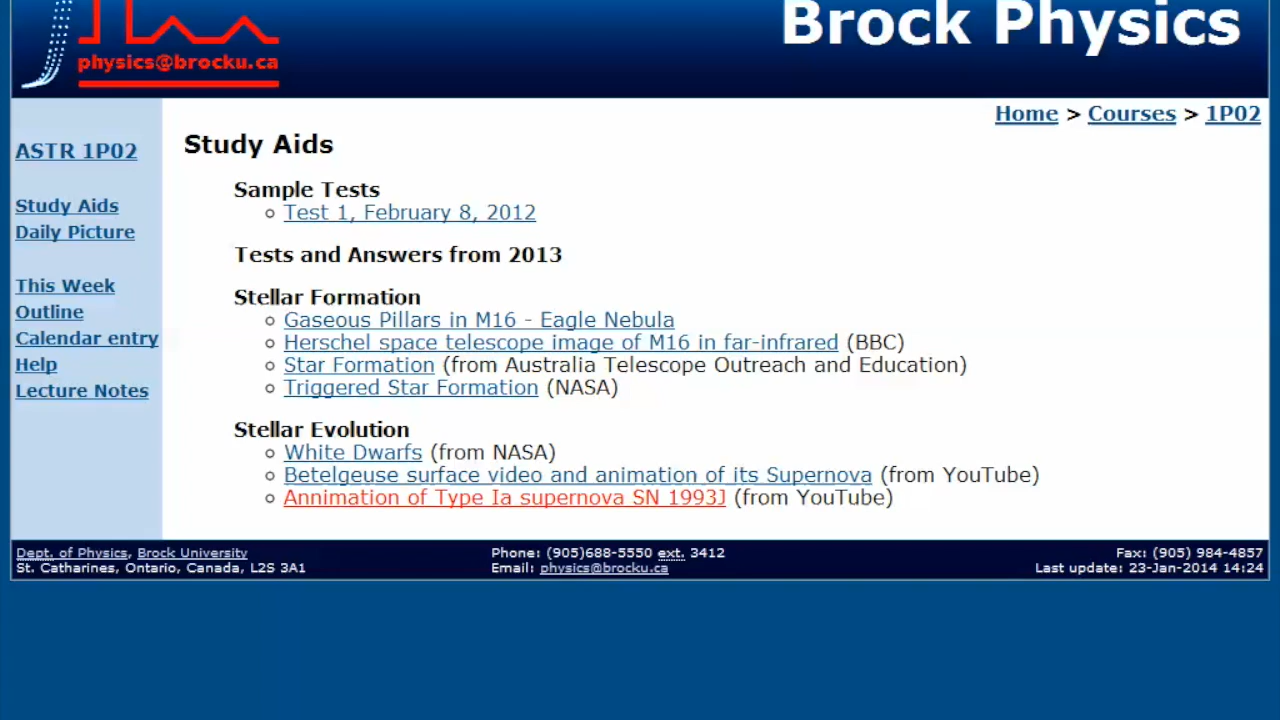 physics@brocku.ca
Brock Physics
Home > Courses > 1P02
ASTR 1P02
Study Aids
Daily Picture
This Week
Outline
Calendar entry
Help
Lecture Notes
Study Aids
Sample Tests
Test 1, February 8, 2012
Tests and Answers from 2013
Stellar Formation
Gaseous Pillars in M16 - Eagle Nebula
Herschel space telescope image of M16 in far-infrared (BBC)
Star Formation (from Australia Telescope Outreach and Education)
Triggered Star Formation (NASA)
Stellar Evolution
White Dwarfs (from NASA)
Betelgeuse surface video and animation of its Supernova (from YouTube)
Annimation of Type Ia supernova SN 1993J (from YouTube)
Dept. of Physics, Brock University
St. Catharines, Ontario, Canada, L2S 3A1
Phone: (905)688-5550 ext. 3412
Email: physics@brocku.ca
Fax: (905) 984-4857
Last update: 23-Jan-2014 14:24